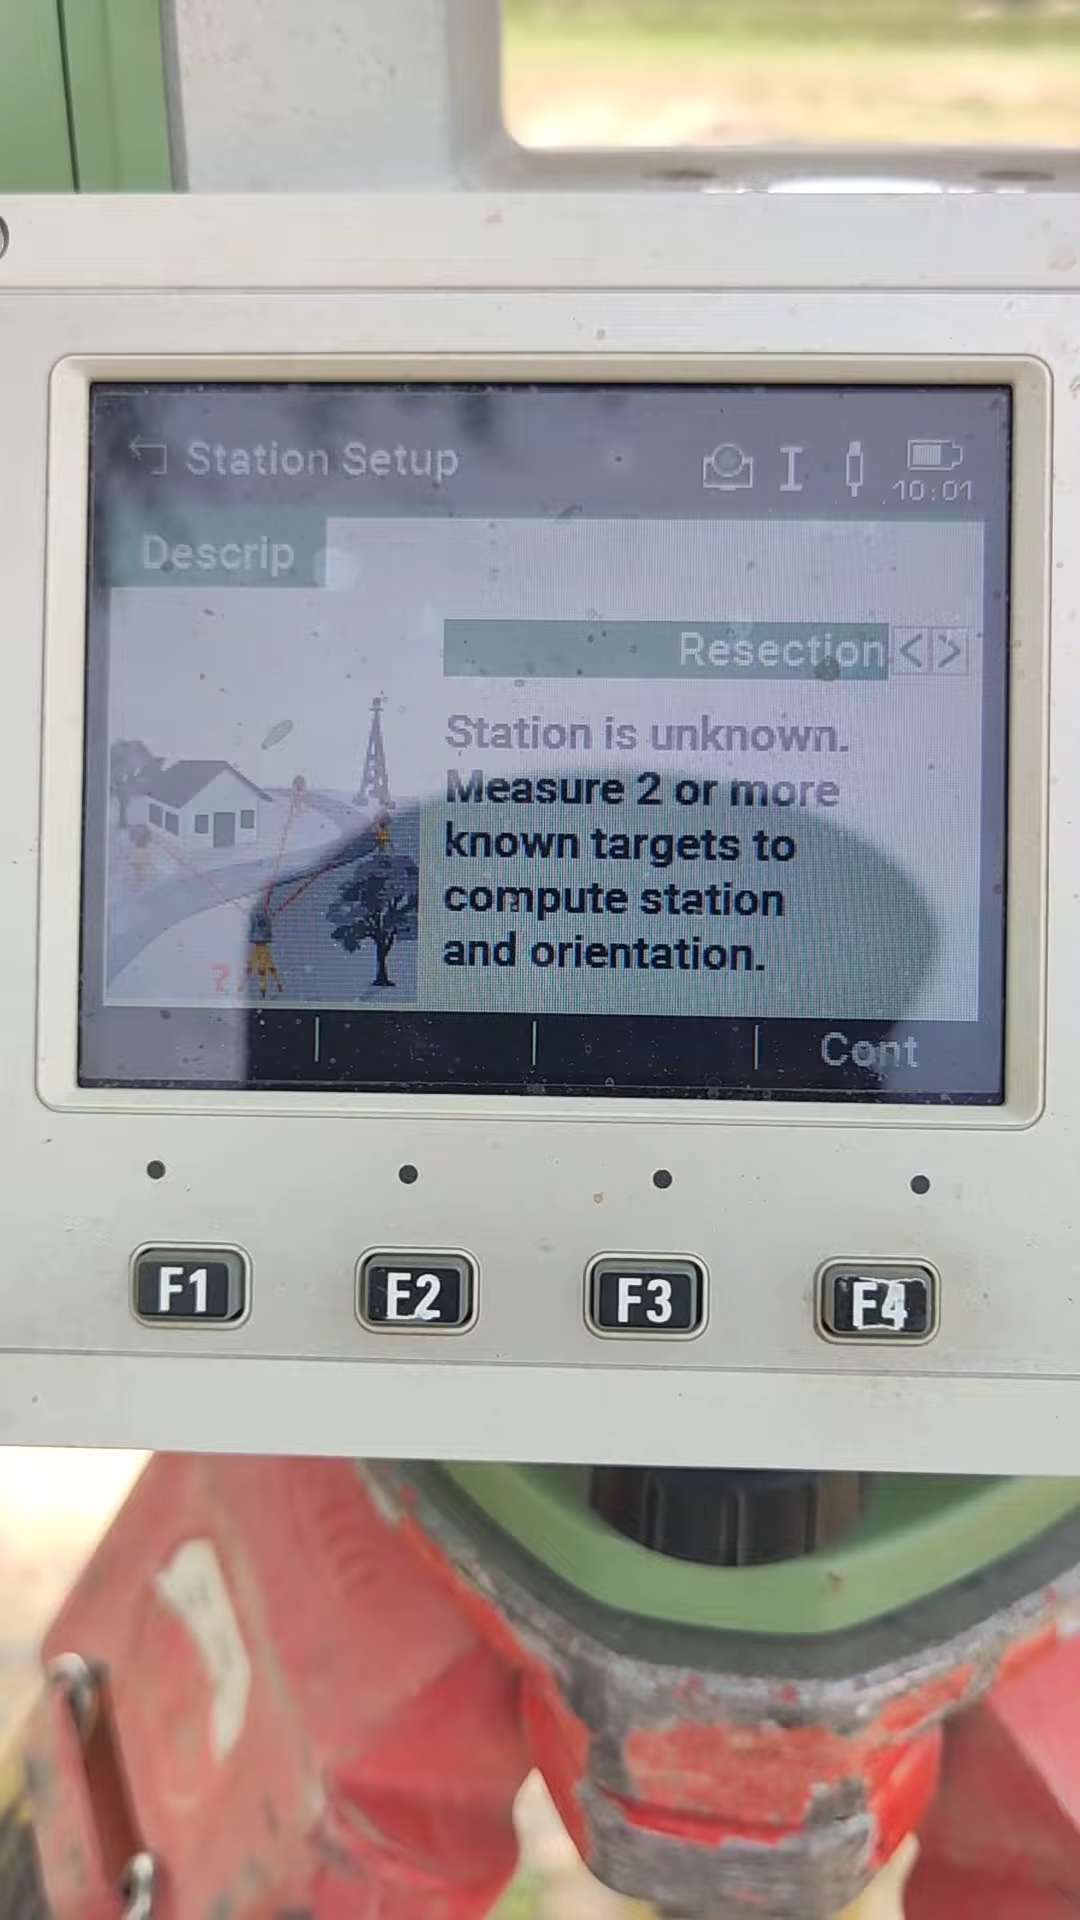 Station Setup
10:01
Descrip
Resection
Station is unknown.
Measure 2 or more
known targets to
compute station
and orientation.
?
Cont
F1
F2
F3
F4